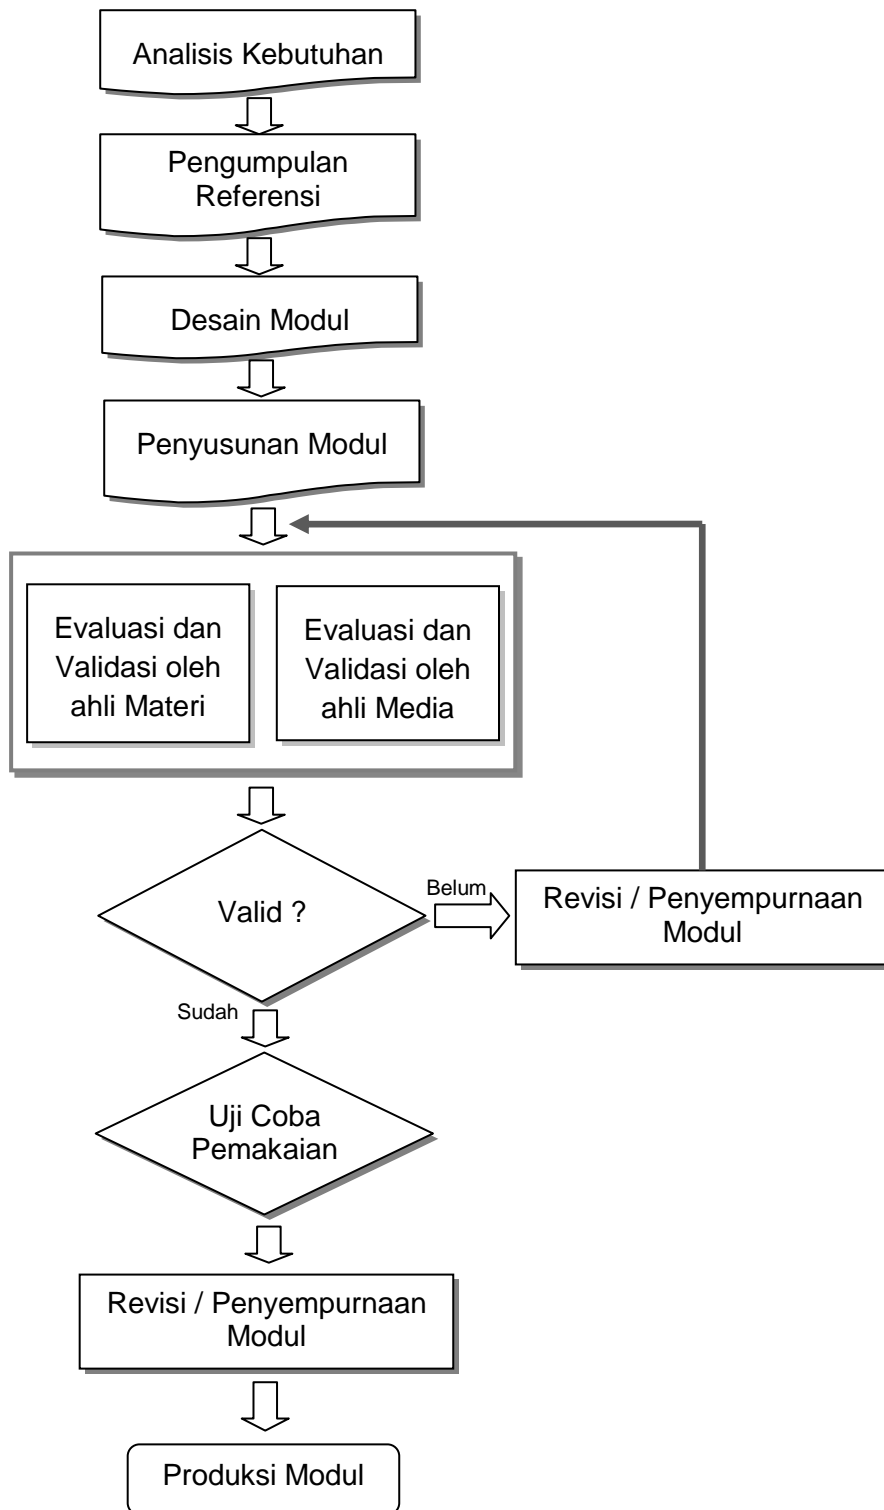 Analisis Kebutuhan
Pengumpulan
Referensi
Desain Modul
Penyusunan Modul
Evaluasi dan
Validasi oleh
ahli Materi
Evaluasi dan
Validasi oleh
ahli Media
Valid ?
Belum
Revisi / Penyempurnaan
Modul
Sudah
Uji Coba
Pemakaian
Revisi / Penyempurnaan
Modul
Produksi Modul